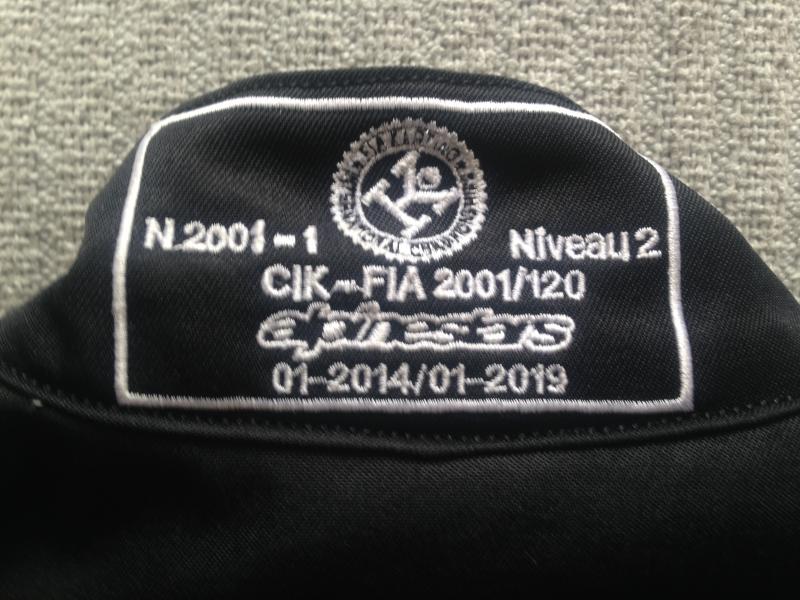 N.2001-1
Niveau 2
CIK-FIA 2001/120
alpinestars
01-2014/01-2019